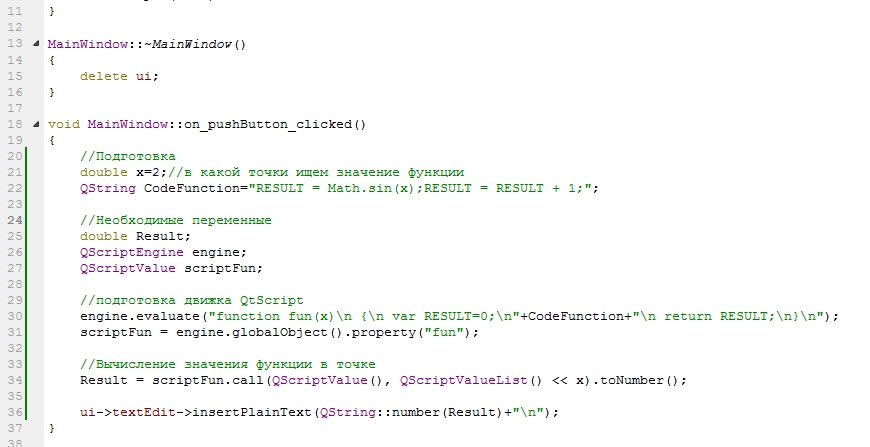 11 }
12
13 MainWindow::~MainWindow()
14 {
15     delete ui;
16 }
17
18 void MainWindow::on_pushButton_clicked()
19 {
20     //Подготовка
21     double x=2;//в какой точки ищем значение функции
22     QString CodeFunction="RESULT = Math.sin(x);RESULT = RESULT + 1;";
23
24     //Необходимые переменные
25     double Result;
26     QScriptEngine engine;
27     QScriptValue scriptFun;
28
29     //подготовка движка QtScript
30     engine.evaluate("function fun(x)\n {\n var RESULT=0;\n"+CodeFunction+"\n return RESULT;\n}\n");
31     scriptFun = engine.globalObject().property("fun");
32
33     //Вычисление значения функции в точке
34     Result = scriptFun.call(QScriptValue(), QScriptValueList() << x).toNumber();
35
36     ui->textEdit->insertPlainText(QString::number(Result)+"\n");
37 }
38